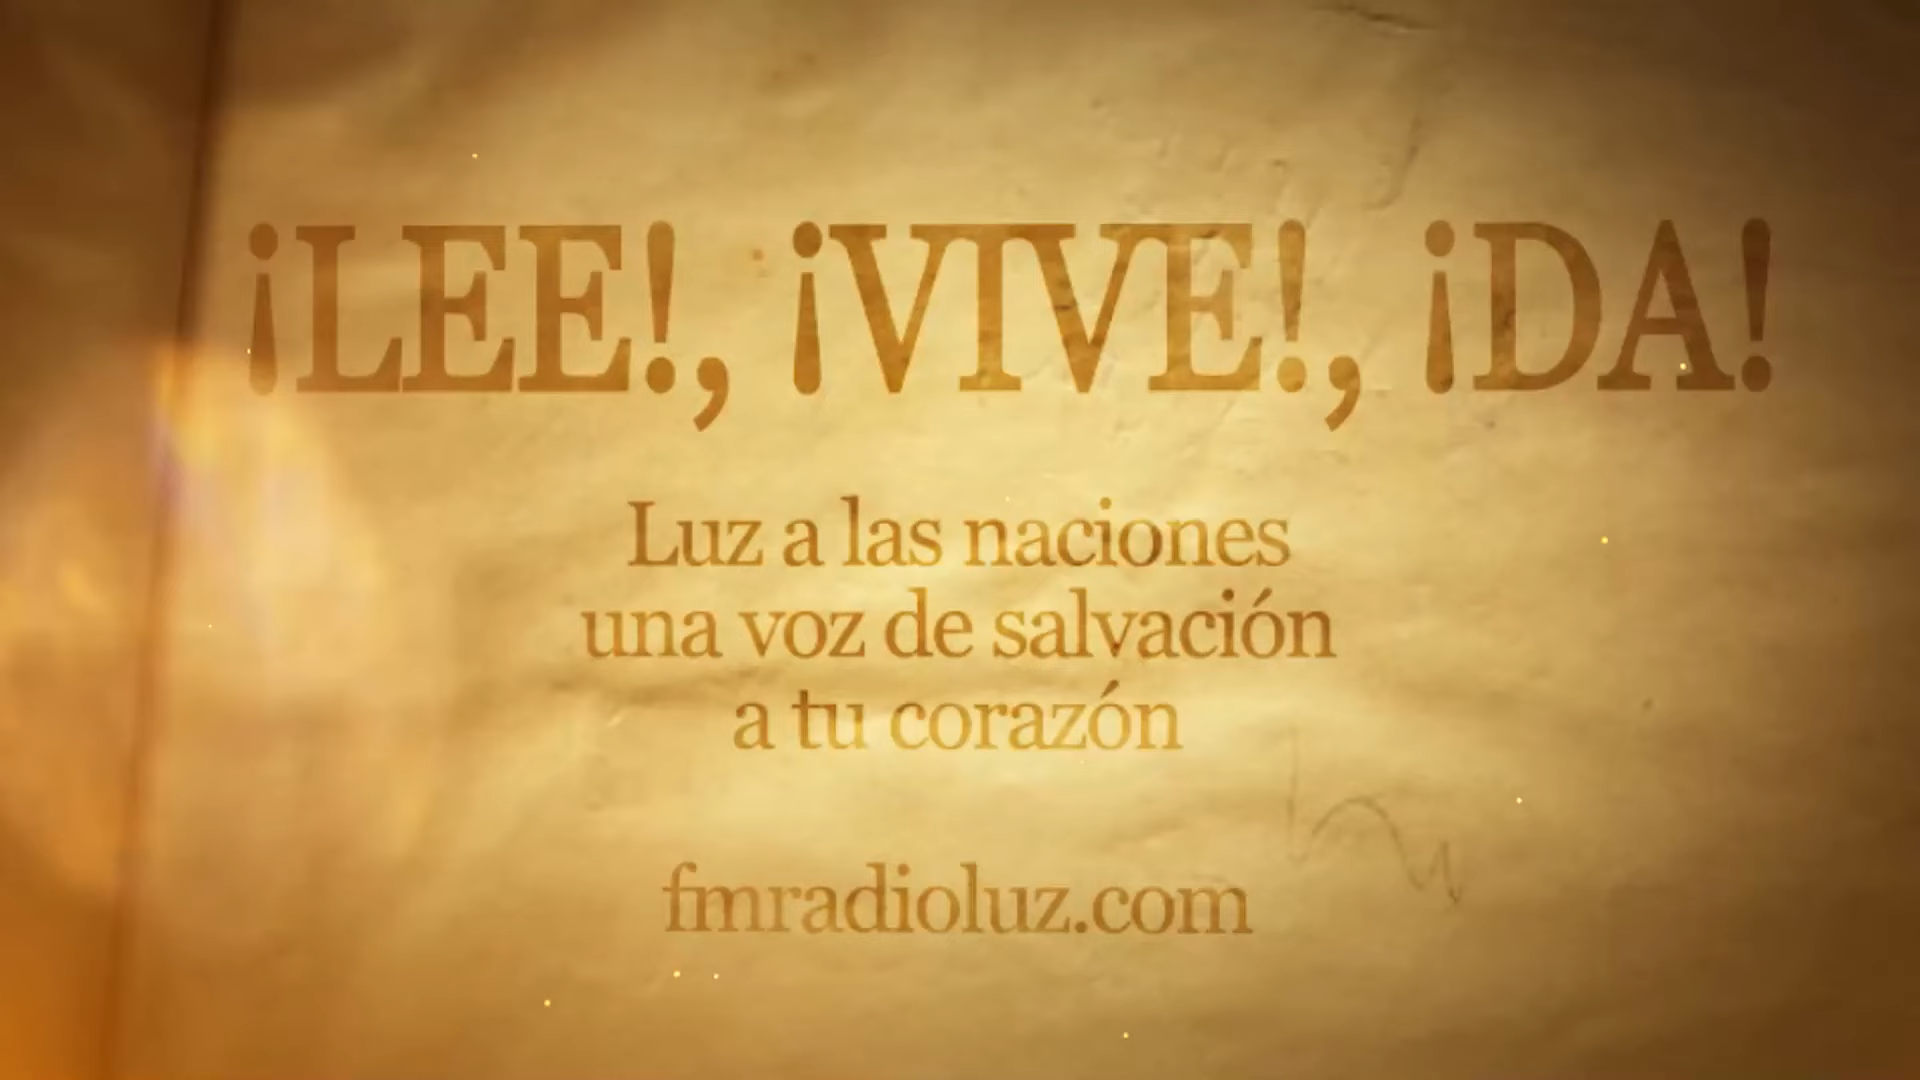 ¡LEE!, ¡VIVE!, ¡DA!
Luz a las naciones
una voz de salvación
a tu corazón
fmradioluz.com